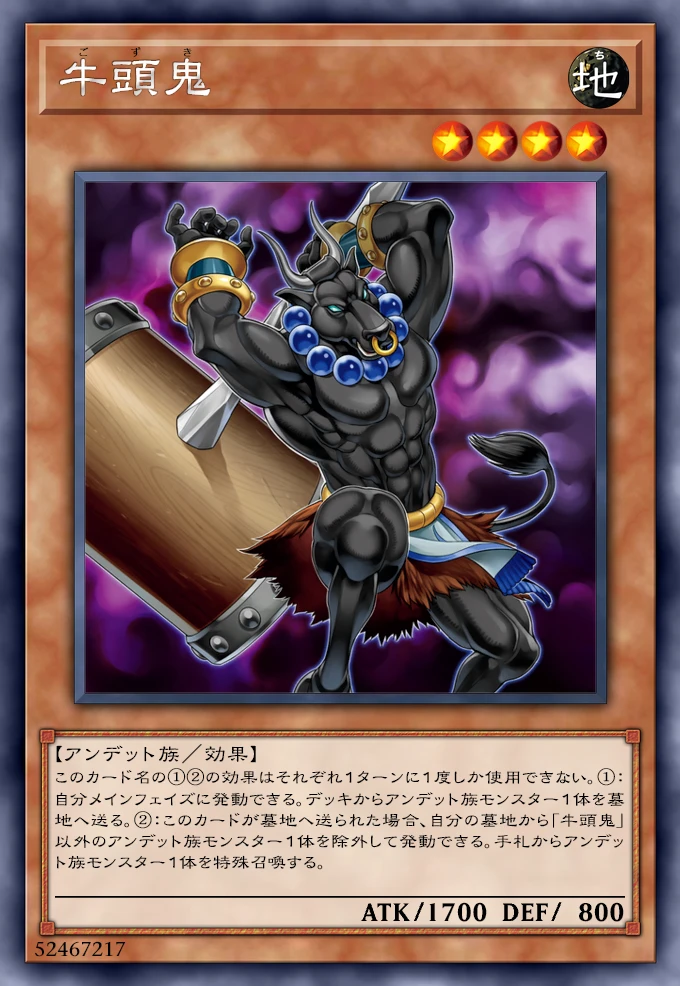 ごずき
牛頭鬼
ち
地
【アンデット族／効果】
このカード名の①②の効果はそれぞれ1ターンに1度しか使用できない。①：
自分メインフェイズに発動できる。デッキからアンデット族モンスター1体を墓
地へ送る。②：このカードが墓地へ送られた場合、自分の墓地から「牛頭鬼」
以外のアンデット族モンスター1体を除外して発動できる。手札からアンデッ
ト族モンスター1体を特殊召喚する。
ATK/1700 DEF/ 800
52467217